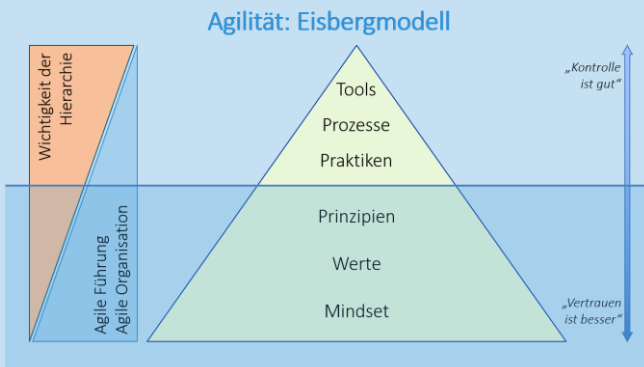 Agilität: Eisbergmodell
Wichtigkeit der
Hierarchie
Agile Führung
Agile Organisation
Tools
Prozesse
Praktiken
Prinzipien
Werte
Mindset
„Kontrolle
ist gut“
„Vertrauen
ist besser“